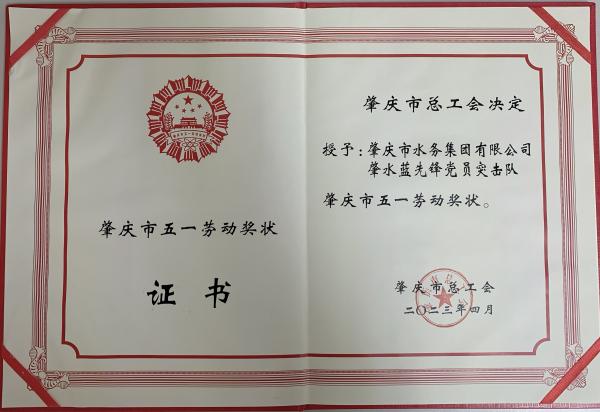 肇庆市五一劳动奖状
证书
肇庆市总工会决定
授予：肇庆市水务集团有限公司
肇水蓝先锋党员突击队
肇庆市五一劳动奖状。
肇庆市总工会
二〇二三年四月